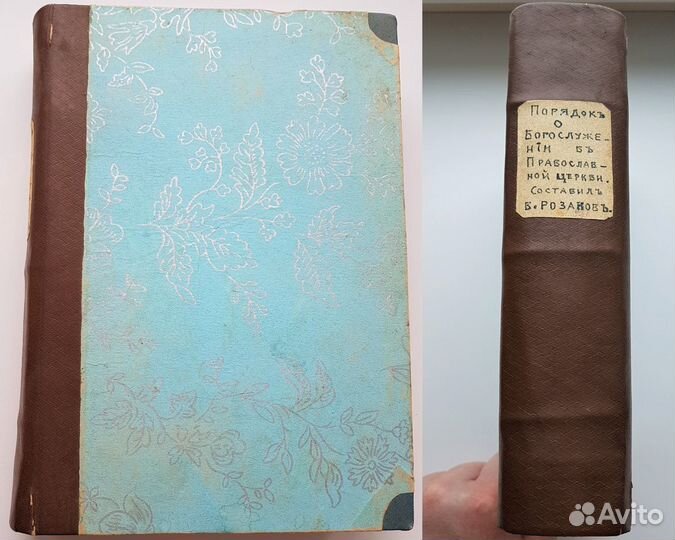 Порядокъ
о
Богослуже-
нiи въ
Православ-
ной церкви.
Составилъ
В. Розановъ.
Avito